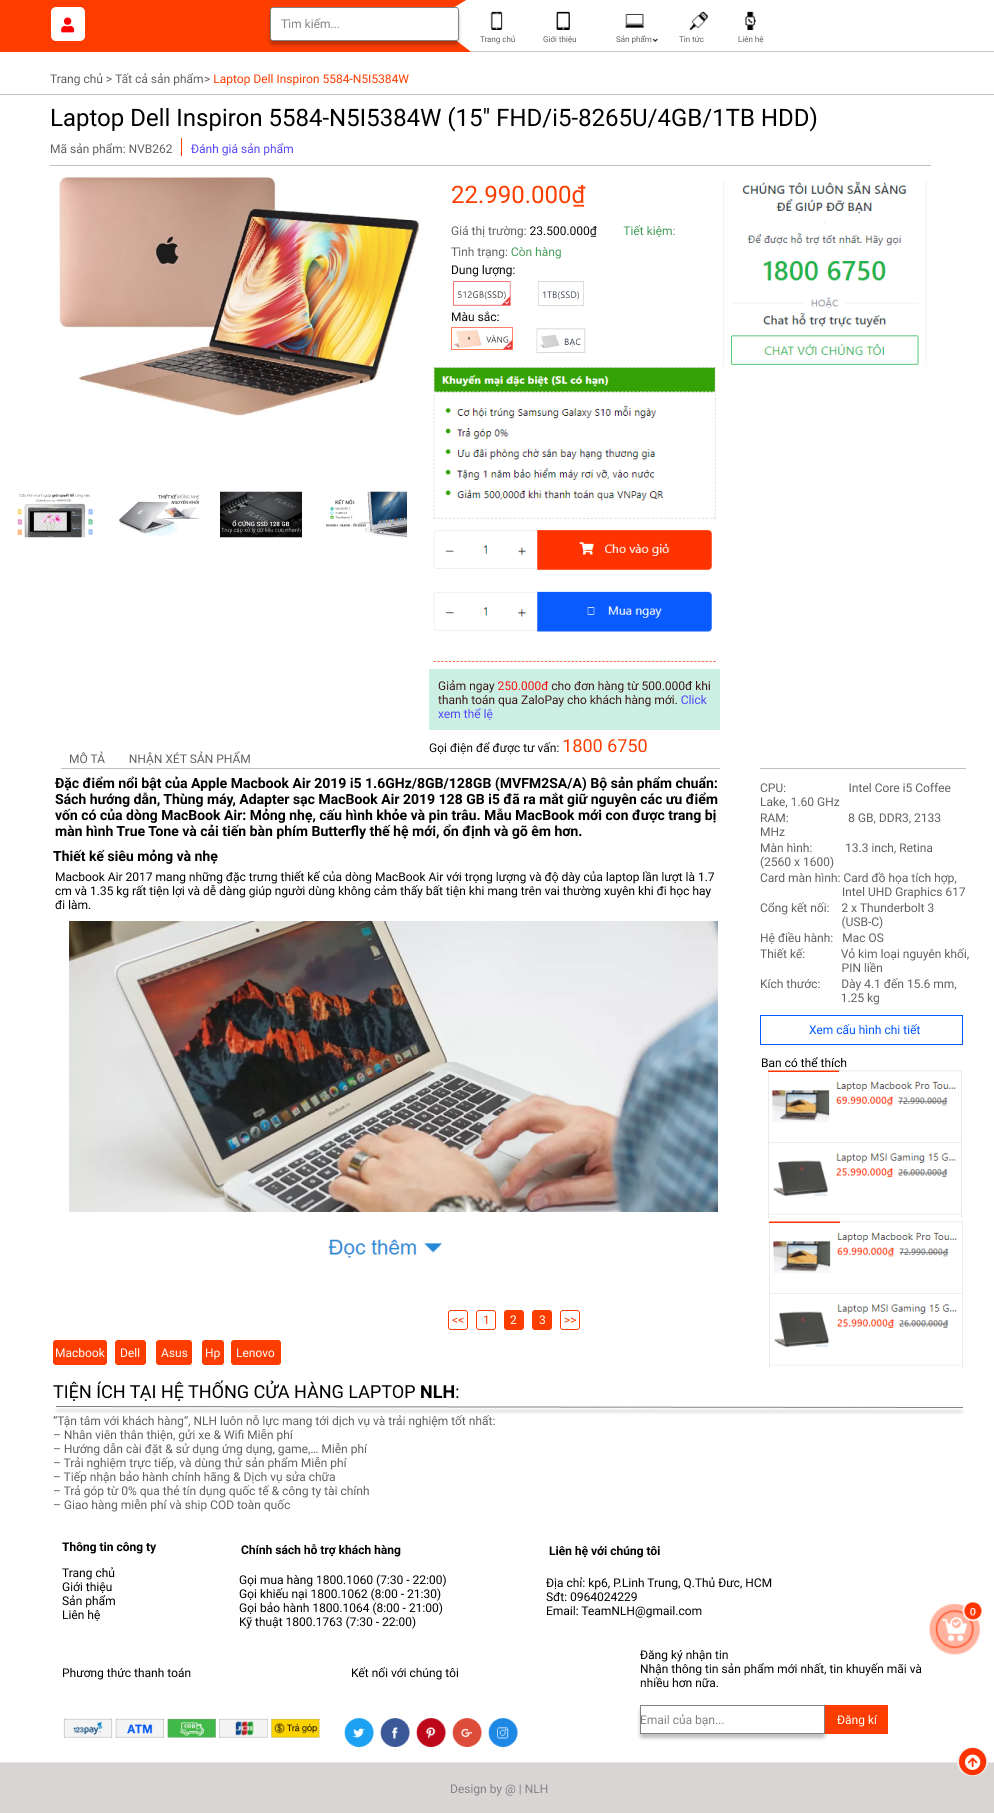 Tìm kiếm...
Trang chủ
Giới thiệu
Sản phẩm
Tin tức
Liên hệ
Trang chủ > Tất cả sản phẩm> Laptop Dell Inspiron 5584-N5I5384W
Laptop Dell Inspiron 5584-N5I5384W (15" FHD/i5-8265U/4GB/1TB HDD)
Mã sản phẩm: NVB262 | Đánh giá sản phẩm
22.990.000₫
Giá thị trường: 23.500.000₫ Tiết kiệm:
Tình trạng: Còn hàng
Dung lượng:
512GB(SSD) 1TB(SSD)
Màu sắc:
VÀNG BẠC
CHÚNG TÔI LUÔN SẴN SÀNG
ĐỂ GIÚP ĐỠ BẠN
Để được hỗ trợ tốt nhất. Hãy gọi
1800 6750
HOẶC
Chat hỗ trợ trực tuyến
CHAT VỚI CHÚNG TÔI
Khuyến mại đặc biệt (SL có hạn)
Cơ hội trúng Samsung Galaxy S10 mỗi ngày
Trả góp 0%
Ưu đãi phòng chờ sân bay hạng thương gia
Tặng 1 năm bảo hiểm máy rơi vỡ, vào nước
Giảm 500,000đ khi thanh toán qua VNPay QR
THIẾT KẾ MỎNG NHẸ
NGUYÊN KHỐI
Ổ CỨNG SSD 128 GB
Truy cập xử lý dữ liệu cực nhanh
KẾT NỐI
− 1 + Cho vào giỏ
− 1 + Mua ngay
Giảm ngay 250.000đ cho đơn hàng từ 500.000đ khi
thanh toán qua ZaloPay cho khách hàng mới. Click
xem thể lệ
Gọi điện để được tư vấn: 1800 6750
MÔ TẢ NHẬN XÉT SẢN PHẨM
Đặc điểm nổi bật của Apple Macbook Air 2019 i5 1.6GHz/8GB/128GB (MVFM2SA/A) Bộ sản phẩm chuẩn:
Sách hướng dẫn, Thùng máy, Adapter sạc MacBook Air 2019 128 GB i5 đã ra mắt giữ nguyên các ưu điểm
vốn có của dòng MacBook Air: Mỏng nhẹ, cấu hình khỏe và pin trâu. Mẫu MacBook mới con được trang bị
màn hình True Tone và cải tiến bàn phím Butterfly thế hệ mới, ổn định và gõ êm hơn.
Thiết kế siêu mỏng và nhẹ
Macbook Air 2017 mang những đặc trưng thiết kế của dòng MacBook Air với trọng lượng và độ dày của laptop lần lượt là 1.7
cm và 1.35 kg rất tiện lợi và dễ dàng giúp người dùng không cảm thấy bất tiện khi mang trên vai thường xuyên khi đi học hay
đi làm.
MacBook Air
Đọc thêm
CPU: Intel Core i5 Coffee
Lake, 1.60 GHz
RAM: 8 GB, DDR3, 2133
MHz
Màn hình: 13.3 inch, Retina
(2560 x 1600)
Card màn hình: Card đồ họa tích hợp,
Intel UHD Graphics 617
Cổng kết nối: 2 x Thunderbolt 3
(USB-C)
Hệ điều hành: Mac OS
Thiết kế: Vỏ kim loại nguyên khối,
PIN liền
Kích thước: Dày 4.1 đến 15.6 mm,
1.25 kg
Xem cấu hình chi tiết
Bạn có thể thích
Laptop Macbook Pro Tou...
69.990.000₫ 72.990.000₫
Laptop MSI Gaming 15 G...
25.990.000₫ 26.000.000₫
Laptop Macbook Pro Tou...
69.990.000₫ 72.990.000₫
Laptop MSI Gaming 15 G...
25.990.000₫ 26.000.000₫
<< 1 2 3 >>
Macbook Dell Asus Hp Lenovo
TIỆN ÍCH TẠI HỆ THỐNG CỬA HÀNG LAPTOP NLH:
"Tận tâm với khách hàng", NLH luôn nỗ lực mang tới dịch vụ và trải nghiệm tốt nhất:
– Nhân viên thân thiện, gửi xe & Wifi Miễn phí
– Hướng dẫn cài đặt & sử dụng ứng dụng, game,… Miễn phí
– Trải nghiệm trực tiếp, và dùng thử sản phẩm Miễn phí
– Tiếp nhận bảo hành chính hãng & Dịch vụ sửa chữa
– Trả góp từ 0% qua thẻ tín dụng quốc tế & công ty tài chính
– Giao hàng miễn phí và ship COD toàn quốc
Thông tin công ty
Trang chủ
Giới thiệu
Sản phẩm
Liên hệ
Chính sách hỗ trợ khách hàng
Gọi mua hàng 1800.1060 (7:30 - 22:00)
Gọi khiếu nại 1800.1062 (8:00 - 21:30)
Gọi bảo hành 1800.1064 (8:00 - 21:00)
Kỹ thuật 1800.1763 (7:30 - 22:00)
Liên hệ với chúng tôi
Địa chỉ: kp6, P.Linh Trung, Q.Thủ Đưc, HCM
Sđt: 0964024229
Email: TeamNLH@gmail.com
0
Phương thức thanh toán
123pay ATM COD JCB Trả góp
Kết nối với chúng tôi
Đăng ký nhận tin
Nhận thông tin sản phẩm mới nhất, tin khuyến mãi và
nhiều hơn nữa.
Email của bạn... Đăng kí
Design by @ | NLH